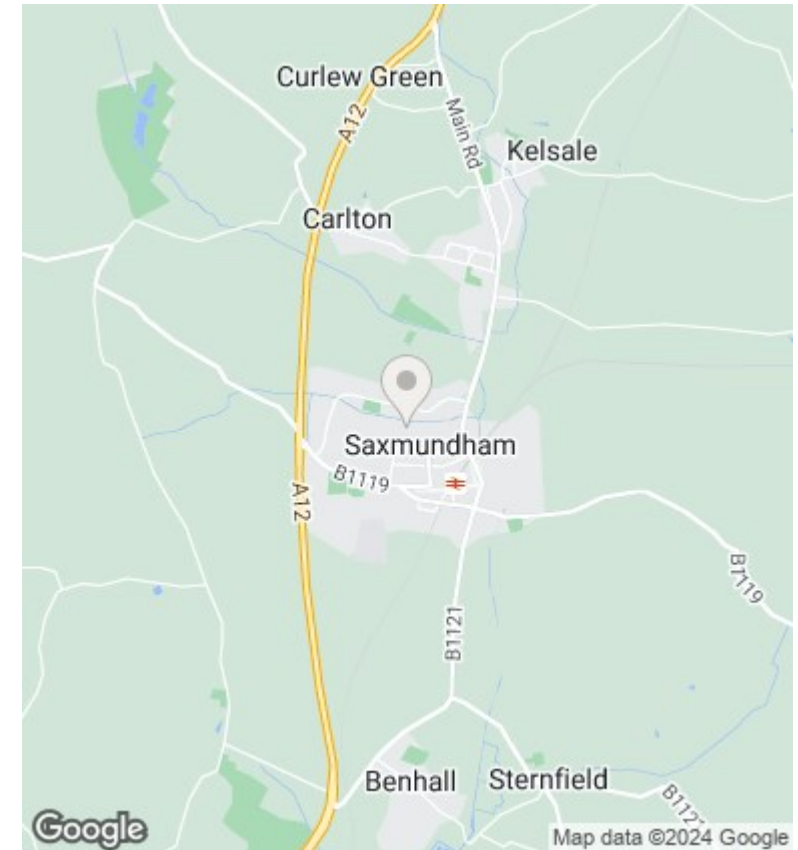 Curlew Green
A12
Main Rd
Kelsale
Carlton
Saxmundham
B1119
A12
B1119
B1121
Benhall
Sternfield
B1121
Google
Map data ©2024 Google